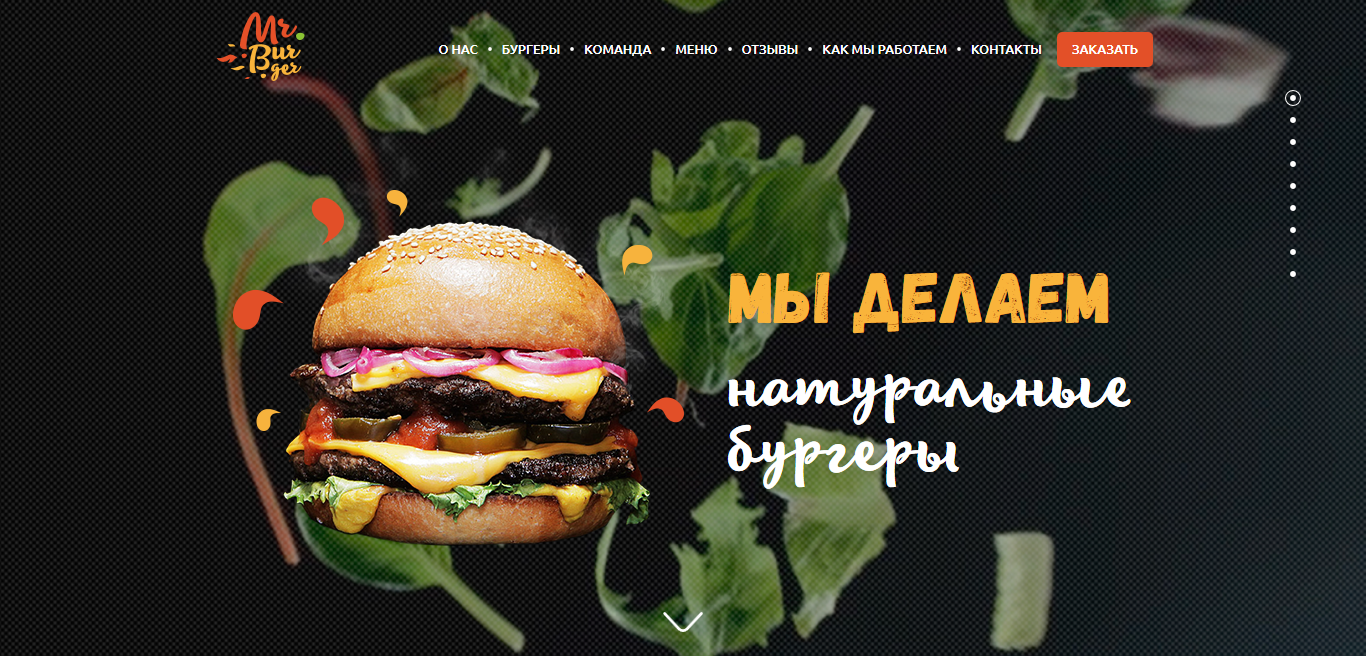 Mr.
Bur
ger
О НАС • БУРГЕРЫ • КОМАНДА • МЕНЮ • ОТЗЫВЫ • КАК МЫ РАБОТАЕМ • КОНТАКТЫ
ЗАКАЗАТЬ
МЫ ДЕЛАЕМ
натуральные
бургеры